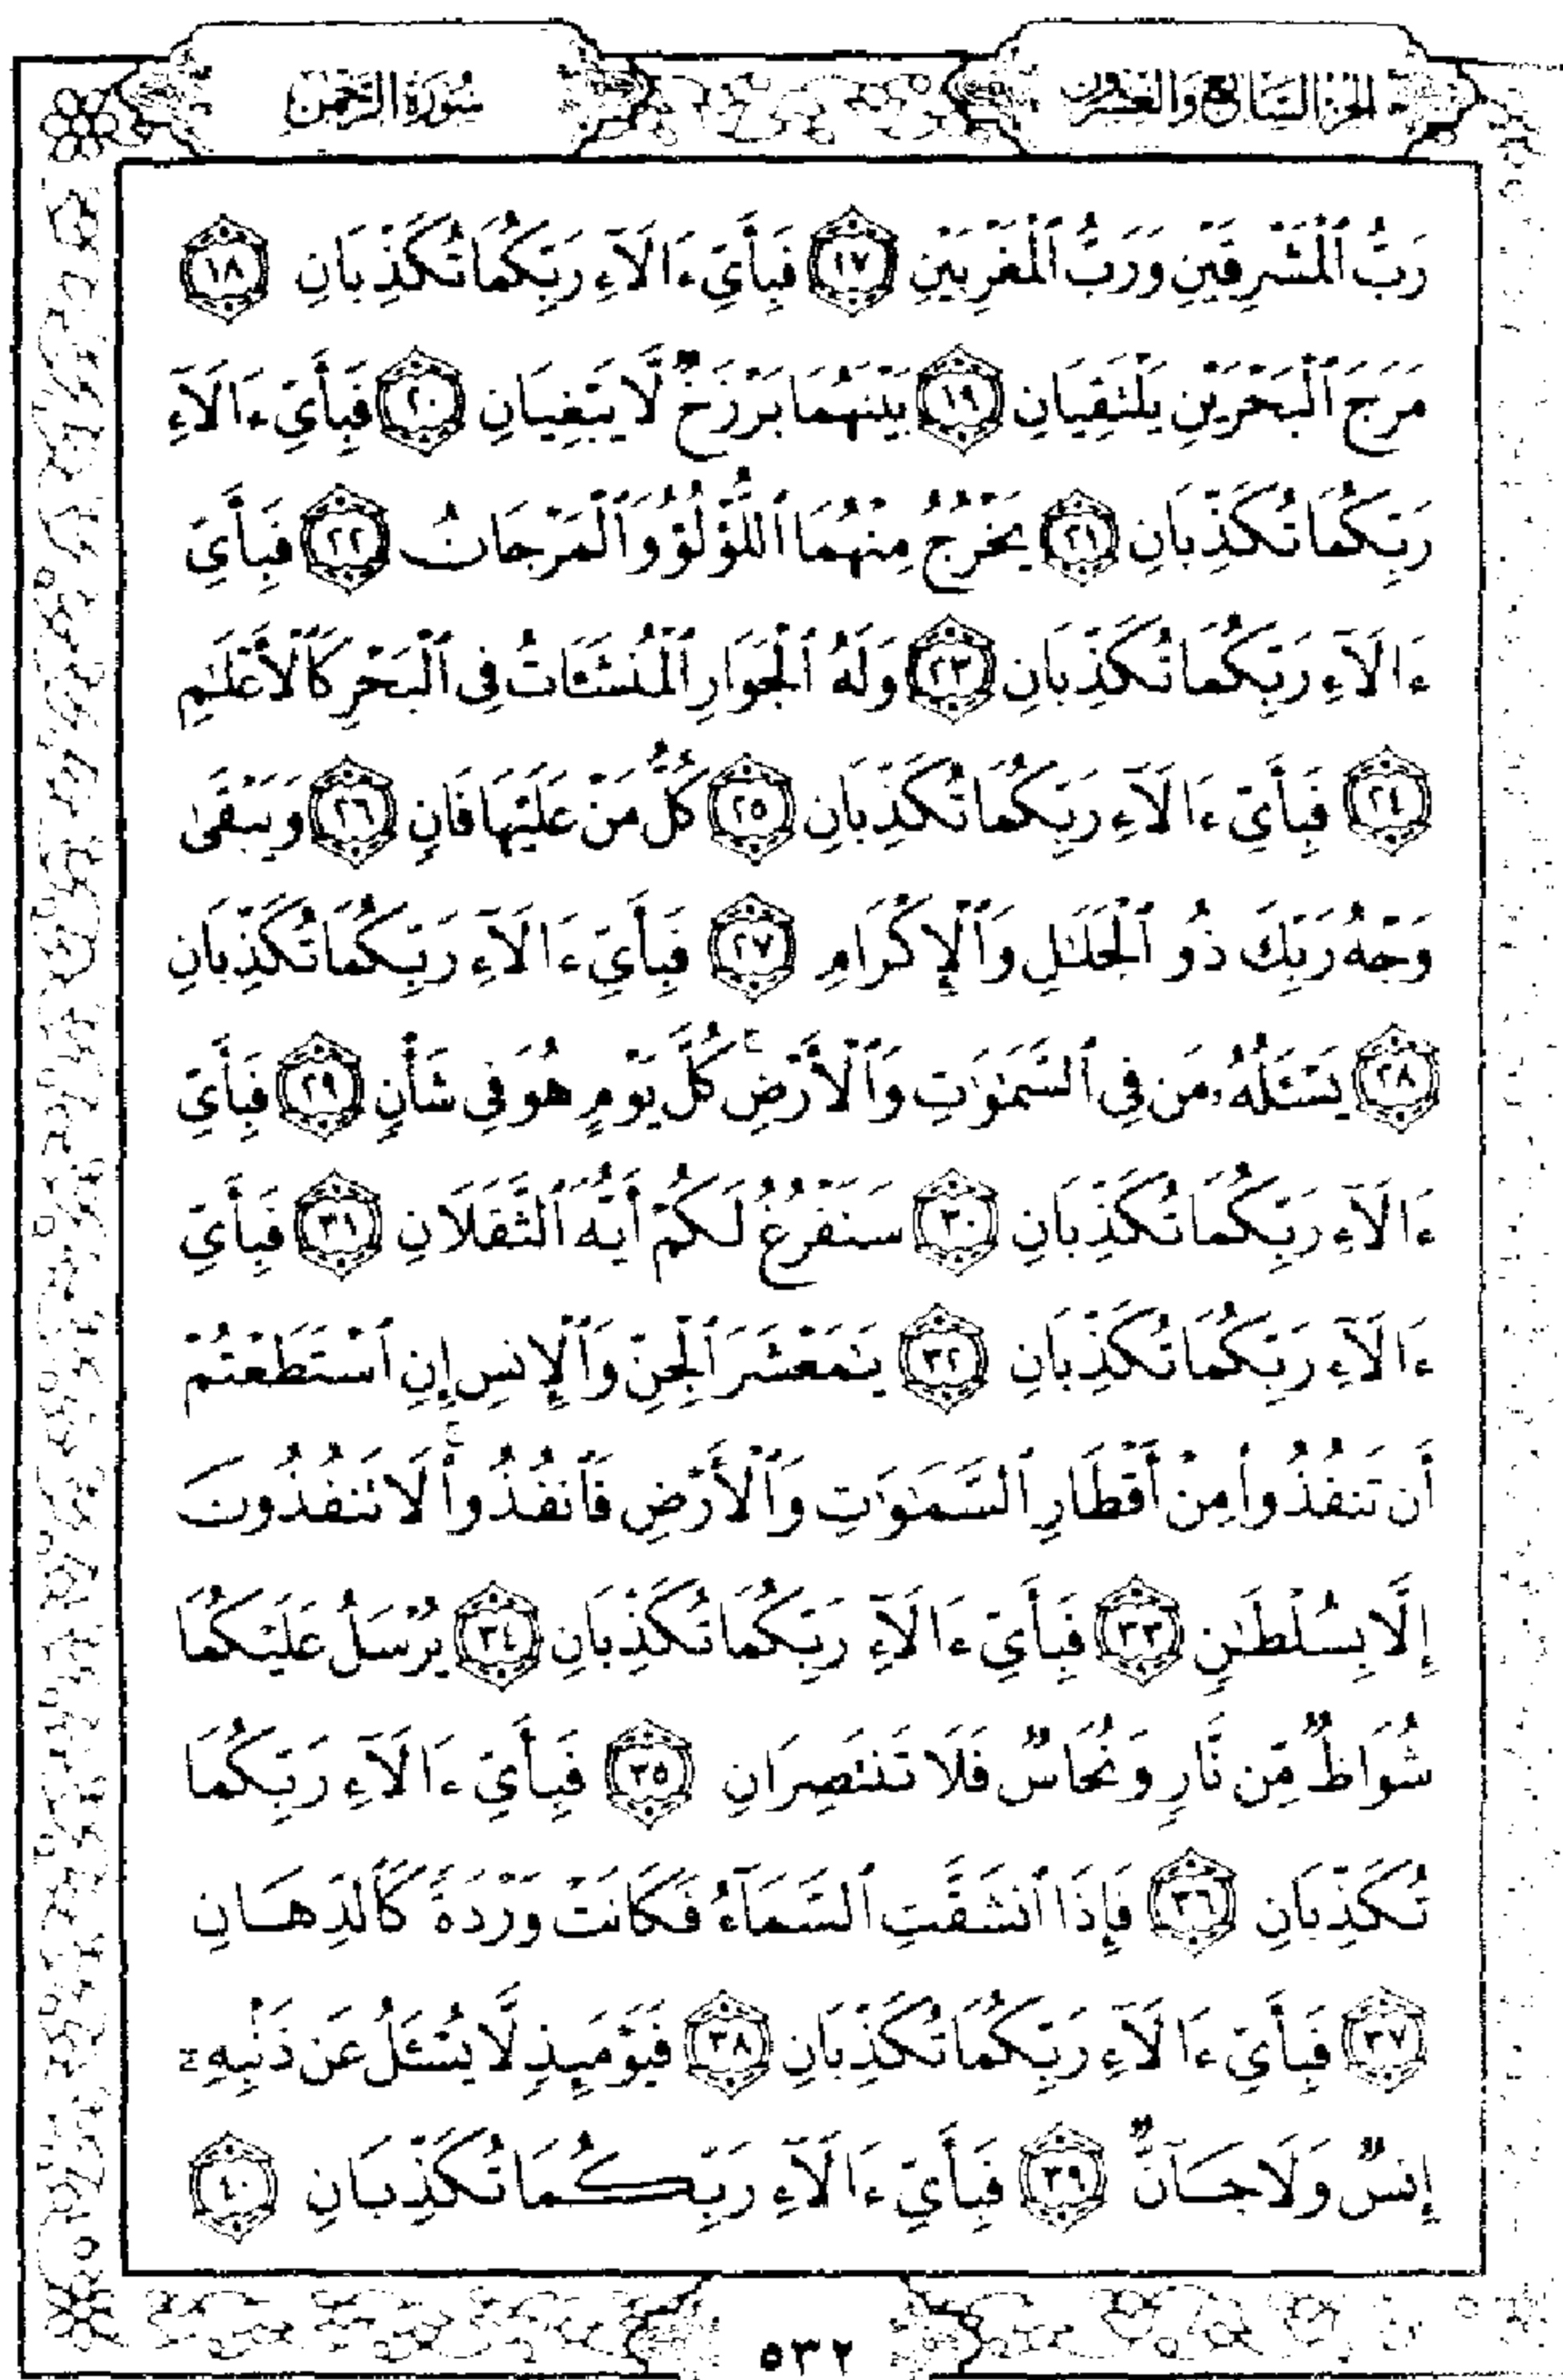 الجزء السابع والعشرون
سورة الرحمن
رَبُّ ٱلْمَشْرِقَيْنِ وَرَبُّ ٱلْمَغْرِبَيْنِ ١٧ فَبِأَىِّ ءَالَآءِ رَبِّكُمَا تُكَذِّبَانِ ١٨
مَرَجَ ٱلْبَحْرَيْنِ يَلْتَقِيَانِ ١٩ بَيْنَهُمَا بَرْزَخٌ لَّا يَبْغِيَانِ ٢٠ فَبِأَىِّ ءَالَآءِ
رَبِّكُمَا تُكَذِّبَانِ ٢١ يَخْرُجُ مِنْهُمَا ٱللُّؤْلُؤُ وَٱلْمَرْجَانُ ٢٢ فَبِأَىِّ
ءَالَآءِ رَبِّكُمَا تُكَذِّبَانِ ٢٣ وَلَهُ ٱلْجَوَارِ ٱلْمُنشَـَٔاتُ فِى ٱلْبَحْرِ كَٱلْأَعْلَـٰمِ
٢٤ فَبِأَىِّ ءَالَآءِ رَبِّكُمَا تُكَذِّبَانِ ٢٥ كُلُّ مَنْ عَلَيْهَا فَانٍ ٢٦ وَيَبْقَىٰ
وَجْهُ رَبِّكَ ذُو ٱلْجَلَـٰلِ وَٱلْإِكْرَامِ ٢٧ فَبِأَىِّ ءَالَآءِ رَبِّكُمَا تُكَذِّبَانِ
٢٨ يَسْـَٔلُهُۥ مَن فِى ٱلسَّمَـٰوَٰتِ وَٱلْأَرْضِ ۚ كُلَّ يَوْمٍ هُوَ فِى شَأْنٍ ٢٩ فَبِأَىِّ
ءَالَآءِ رَبِّكُمَا تُكَذِّبَانِ ٣٠ سَنَفْرُغُ لَكُمْ أَيُّهَ ٱلثَّقَلَانِ ٣١ فَبِأَىِّ
ءَالَآءِ رَبِّكُمَا تُكَذِّبَانِ ٣٢ يَـٰمَعْشَرَ ٱلْجِنِّ وَٱلْإِنسِ إِنِ ٱسْتَطَعْتُمْ
أَن تَنفُذُوا۟ مِنْ أَقْطَارِ ٱلسَّمَـٰوَٰتِ وَٱلْأَرْضِ فَٱنفُذُوا۟ ۚ لَا تَنفُذُونَ
إِلَّا بِسُلْطَـٰنٍ ٣٣ فَبِأَىِّ ءَالَآءِ رَبِّكُمَا تُكَذِّبَانِ ٣٤ يُرْسَلُ عَلَيْكُمَا
شُوَاظٌ مِّن نَّارٍ وَنُحَاسٌ فَلَا تَنتَصِرَانِ ٣٥ فَبِأَىِّ ءَالَآءِ رَبِّكُمَا
تُكَذِّبَانِ ٣٦ فَإِذَا ٱنشَقَّتِ ٱلسَّمَآءُ فَكَانَتْ وَرْدَةً كَٱلدِّهَانِ
٣٧ فَبِأَىِّ ءَالَآءِ رَبِّكُمَا تُكَذِّبَانِ ٣٨ فَيَوْمَئِذٍ لَّا يُسْـَٔلُ عَن ذَنۢبِهِۦٓ
إِنسٌ وَلَا جَآنٌّ ٣٩ فَبِأَىِّ ءَالَآءِ رَبِّكُمَا تُكَذِّبَانِ ٤٠
٥٣٢